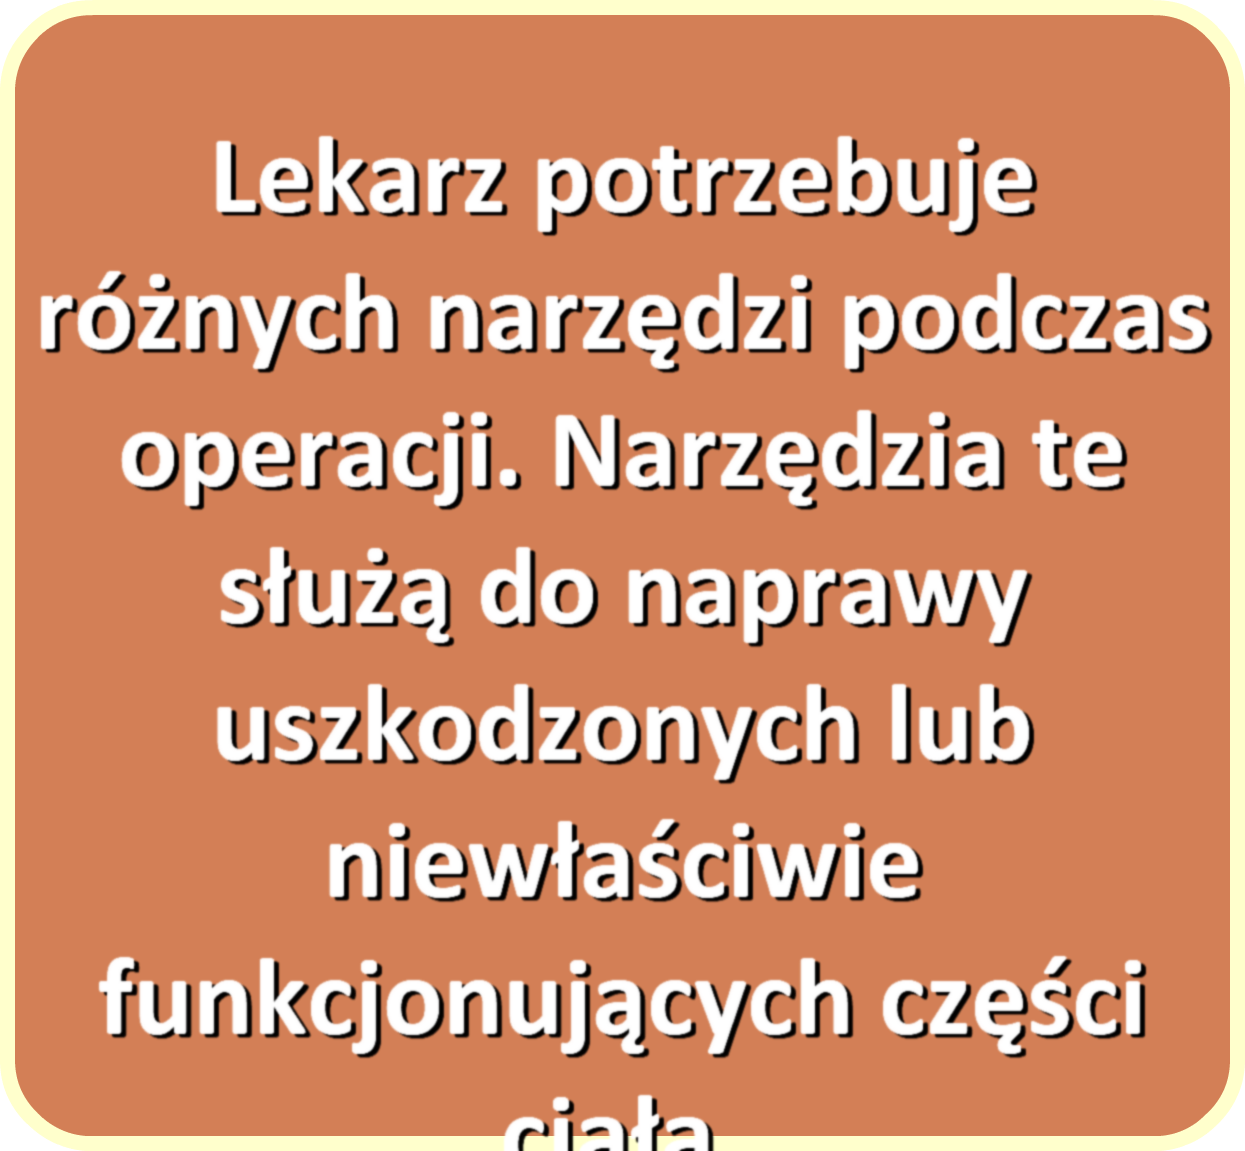 Lekarz potrzebuje
różnych narzędzi podczas
operacji. Narzędzia te
służą do naprawy
uszkodzonych lub
niewłaściwie
funkcjonujących części
ciała